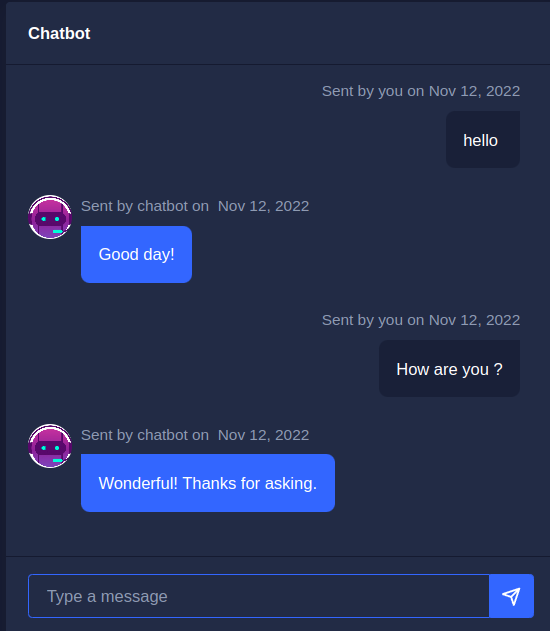 Chatbot
Sent by you on Nov 12, 2022
hello
Sent by chatbot on  Nov 12, 2022
Good day!
Sent by you on Nov 12, 2022
How are you ?
Sent by chatbot on  Nov 12, 2022
Wonderful! Thanks for asking.
Type a message